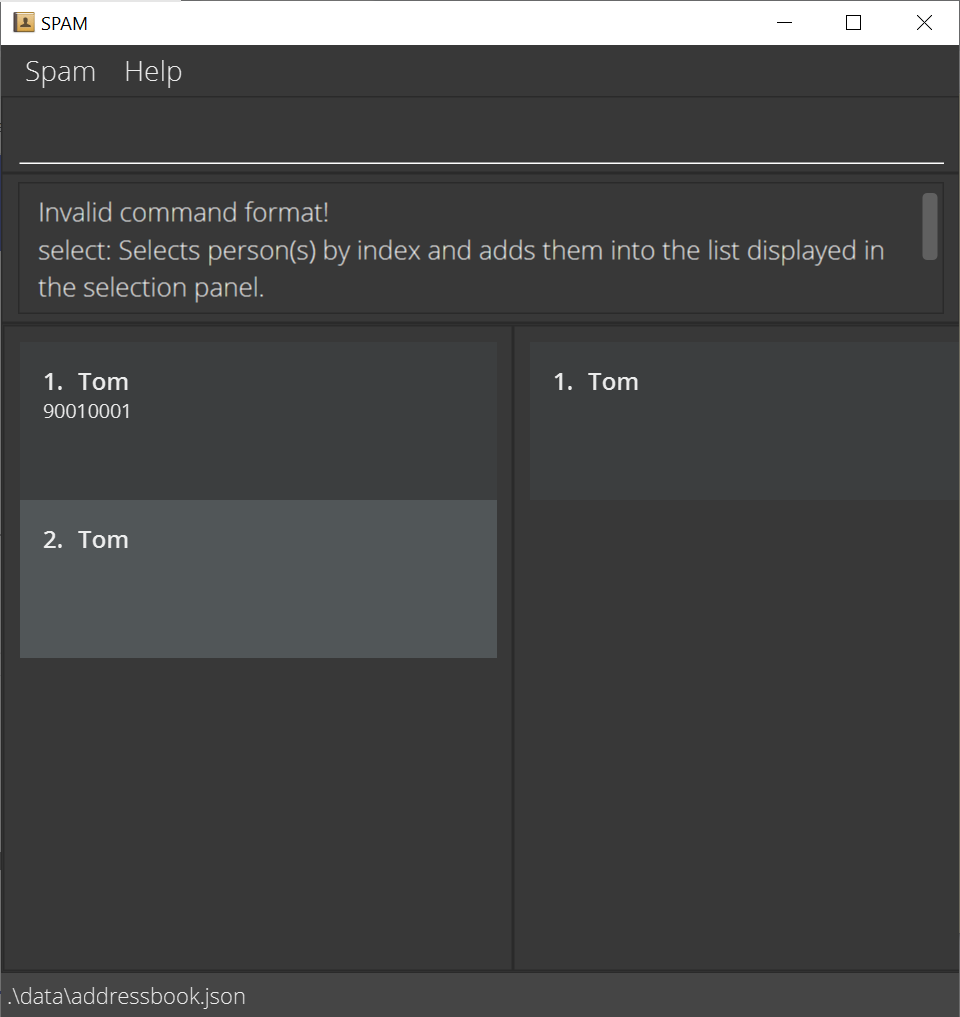 SPAM
Spam Help
Invalid command format!
select: Selects person(s) by index and adds them into the list displayed in
the selection panel.
1. Tom
90010001
2. Tom
1. Tom
.\data\addressbook.json